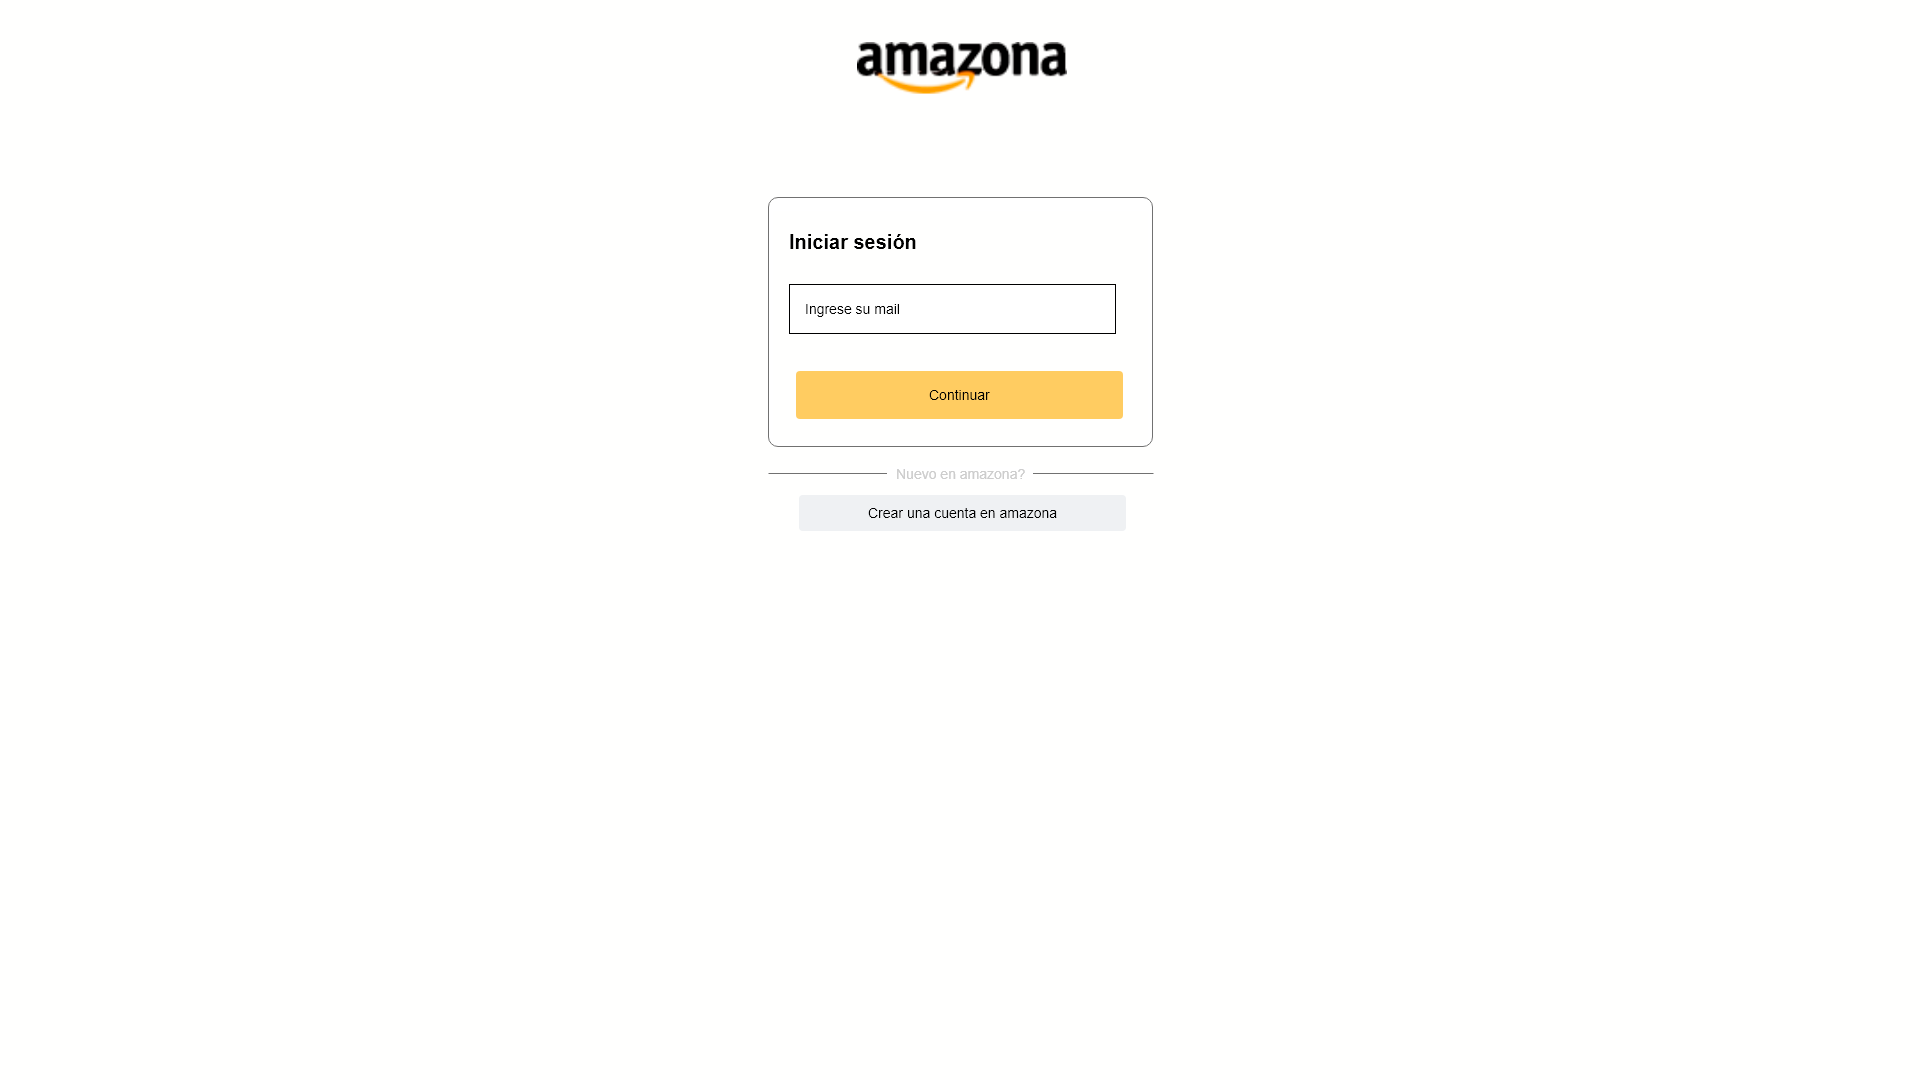 amazona
Iniciar sesión
Ingrese su mail
Continuar
Nuevo en amazona?
Crear una cuenta en amazona